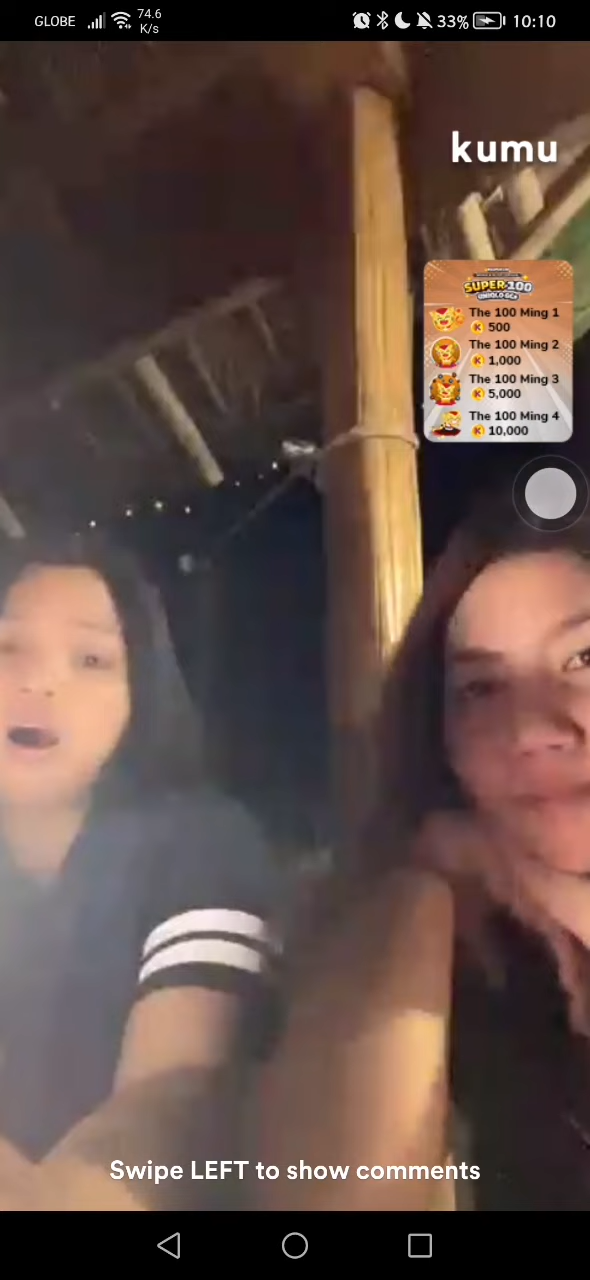 GLOBE
74.6
K/s
33%
10:10
kumu
SUPER 100
The 100 Ming 1
K 500
The 100 Ming 2
K 1,000
The 100 Ming 3
K 5,000
The 100 Ming 4
K 10,000
Swipe LEFT to show comments